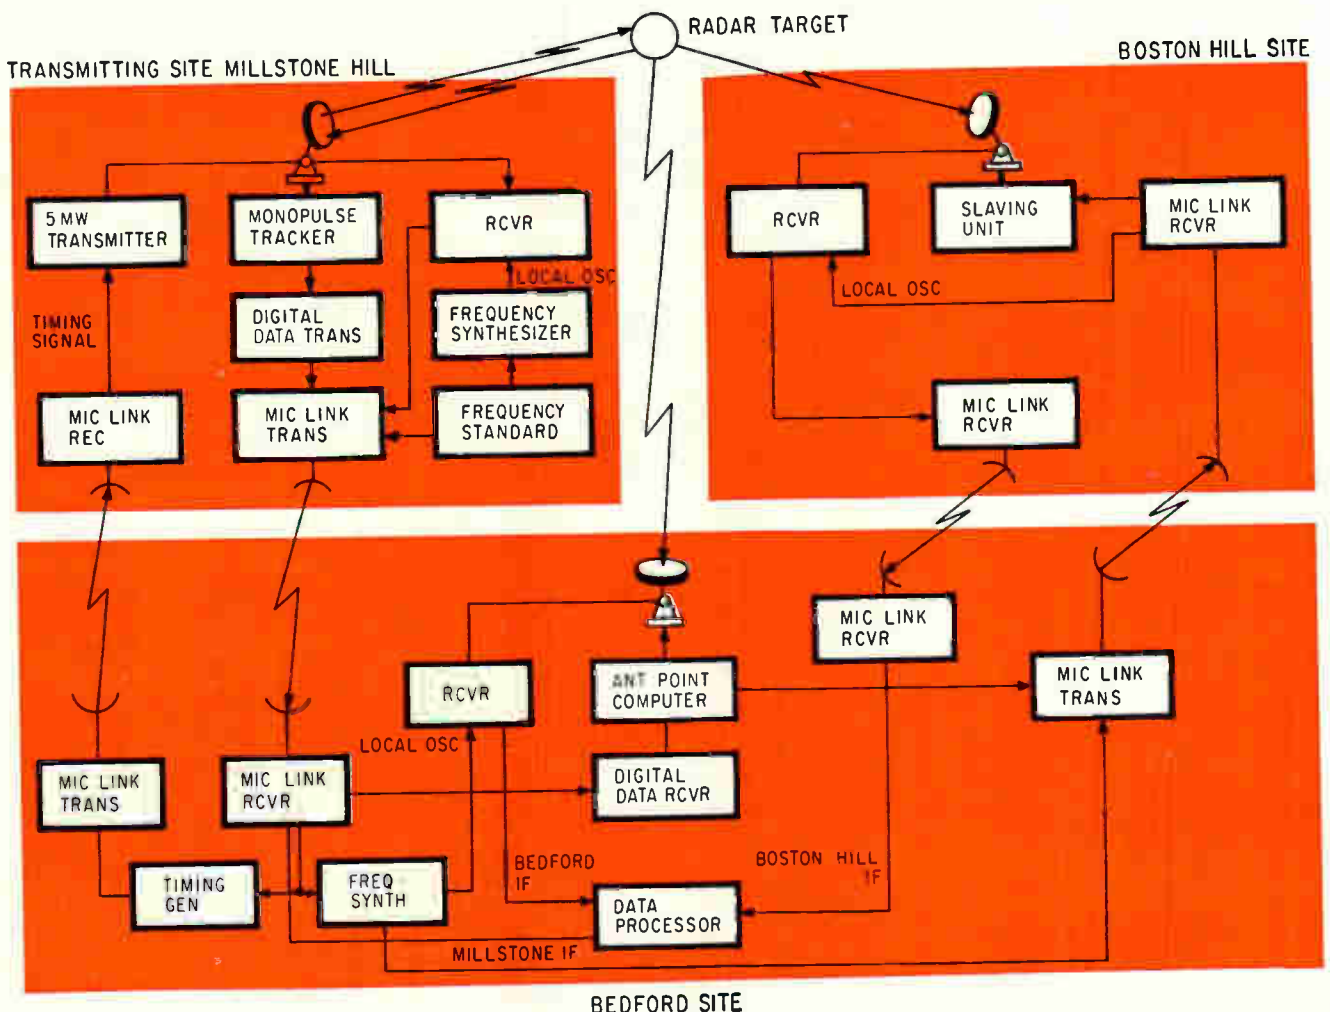 RADAR TARGET
BOSTON HILL SITE
TRANSMITTING SITE MILLSTONE HILL
5 MW
TRANSMITTER
MONOPULSE
TRACKER
RCVR
LOCAL OSC
TIMING
SIGNAL
DIGITAL
DATA TRANS
FREQUENCY
SYNTHESIZER
MIC LINK
REC
MIC LINK
TRANS
FREQUENCY
STANDARD
RCVR
SLAVING
UNIT
MIC LINK
RCVR
LOCAL OSC
MIC LINK
RCVR
MIC LINK
RCVR
RCVR
ANT POINT
COMPUTER
MIC LINK
TRANS
LOCAL OSC
MIC LINK
TRANS
MIC LINK
RCVR
DIGITAL
DATA RCVR
TIMING
GEN
FREQ
SYNTH
BEDFORD
IF
DATA
PROCESSOR
BOSTON HILL
IF
MILLSTONE IF
BEDFORD SITE